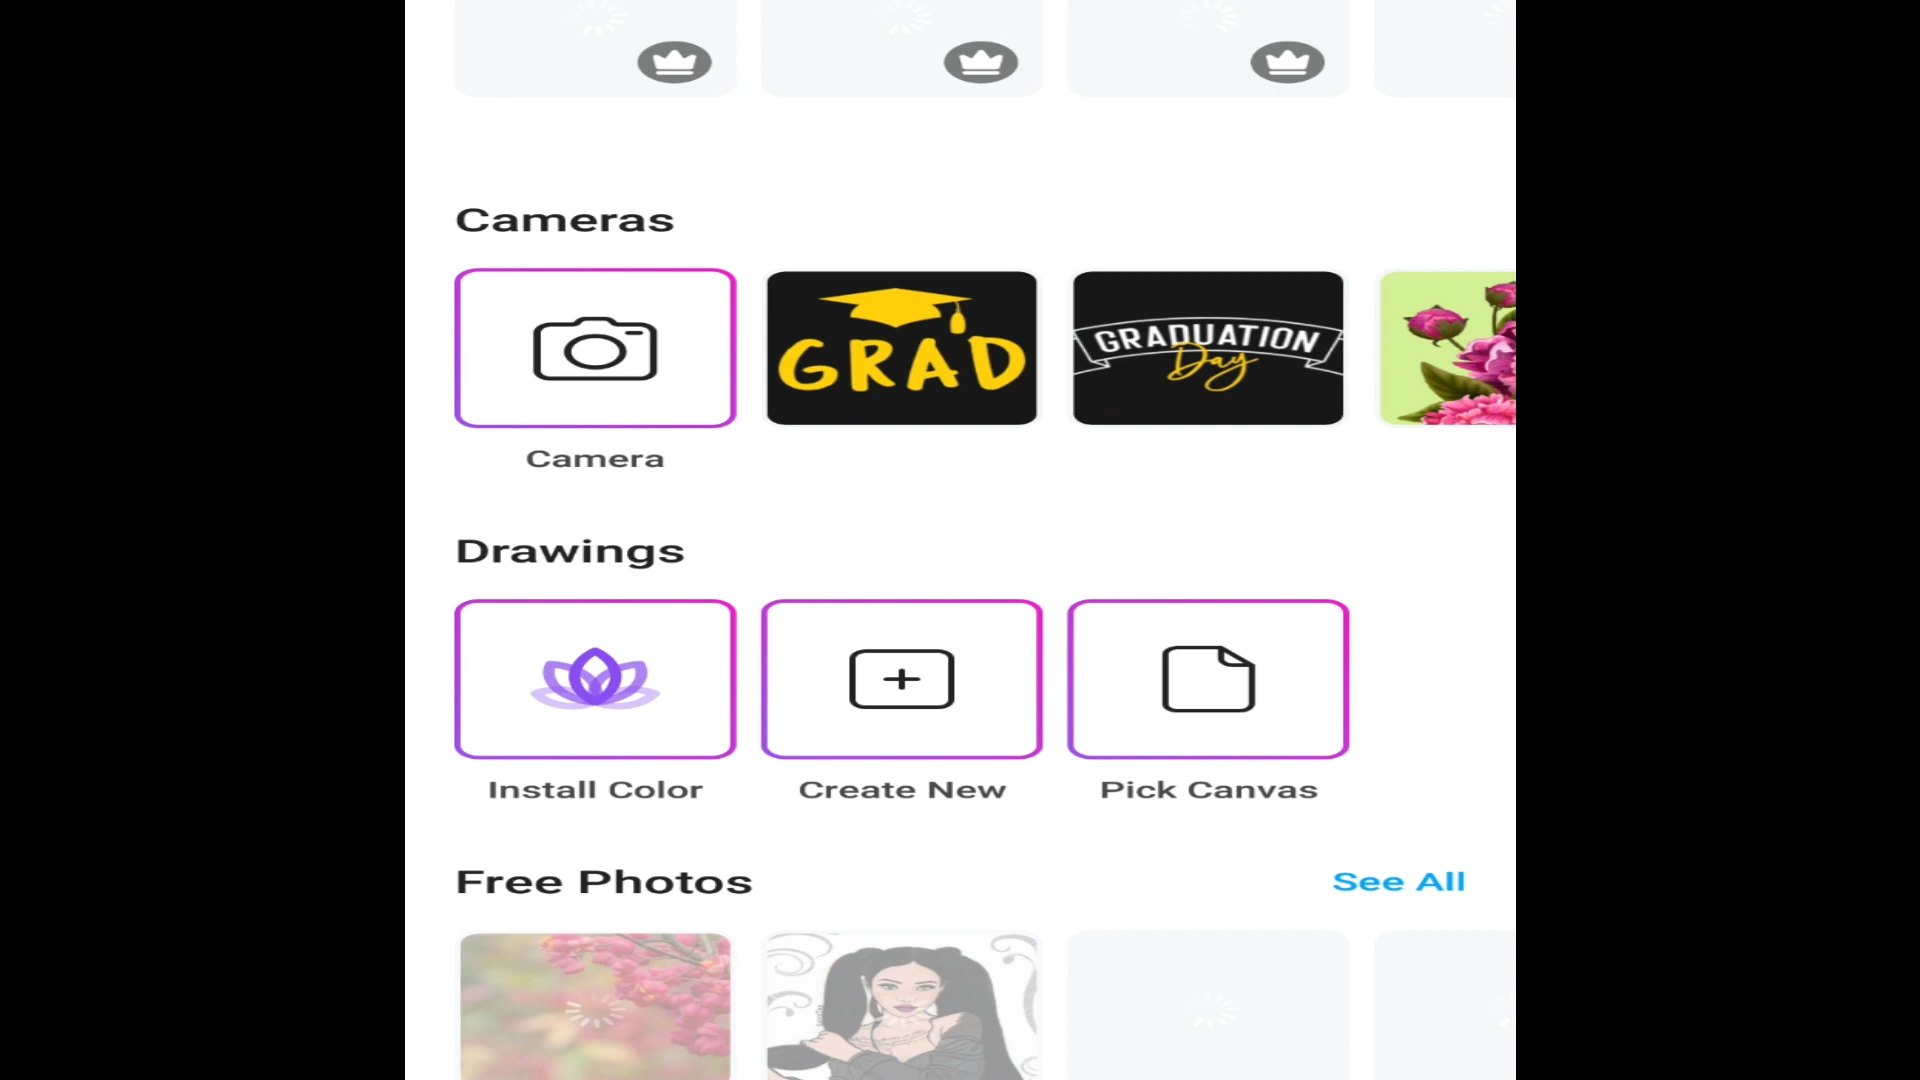 Cameras
GRAD
GRADUATION
Day
Camera
Drawings
Install Color
Create New
Pick Canvas
Free Photos
See All